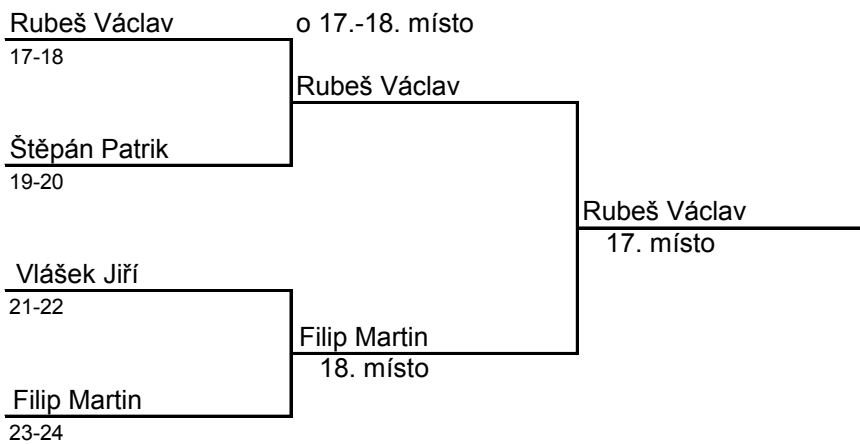 Rubeš Václav
o 17.-18. místo
17-18
Rubeš Václav
Štěpán Patrik
19-20
Rubeš Václav
17. místo
Vlášek Jiří
21-22
Filip Martin
18. místo
Filip Martin
23-24